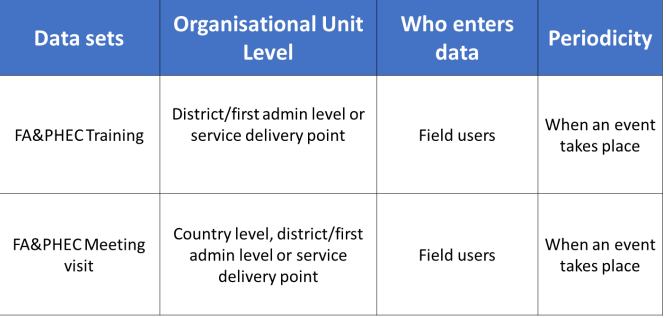 Data sets
Organisational Unit
Level
Who enters
data
Periodicity
FA&PHEC Training
District/first admin level or
service delivery point
Field users
When an event
takes place
FA&PHEC Meeting
visit
Country level, district/first
admin level or service
delivery point
Field users
When an event
takes place